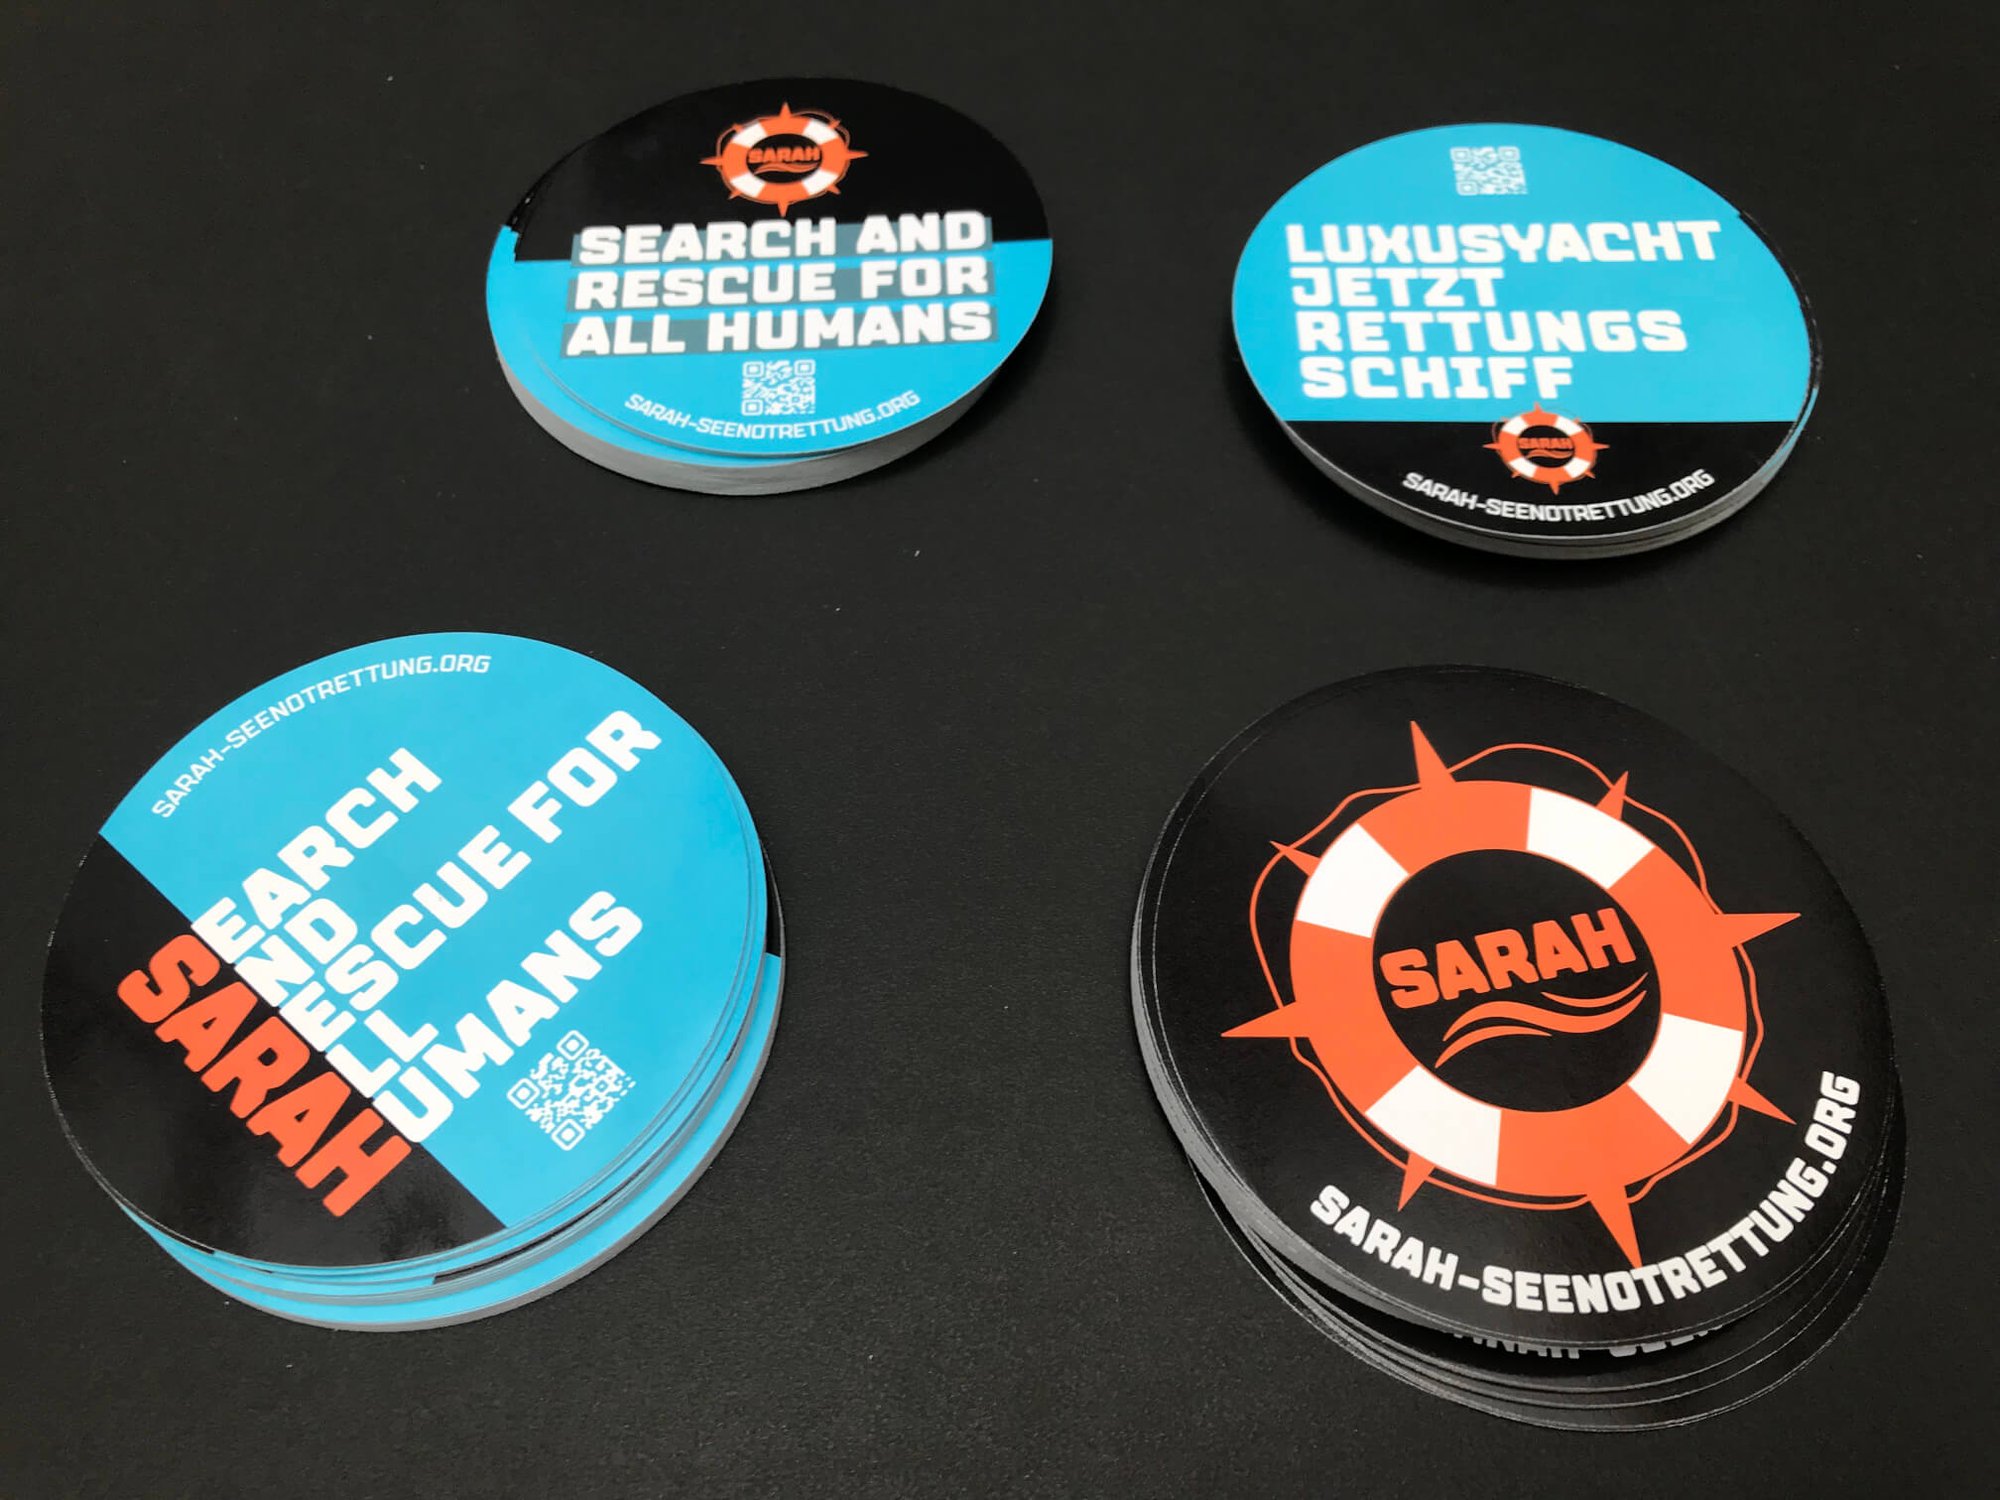 SARAH
SEARCH AND
RESCUE FOR
ALL HUMANS
SARAH-SEENOTRETTUNG.ORG
LUXUSYACHT
JETZT
RETTUNGS
SCHIFF
SARAH
SARAH-SEENOTRETTUNG.ORG
SARAH-SEENOTRETTUNG.ORG
SEARCH
AND
RESCUE FOR
ALL
HUMANS
SARAH
SARAH-SEENOTRETTUNG.ORG